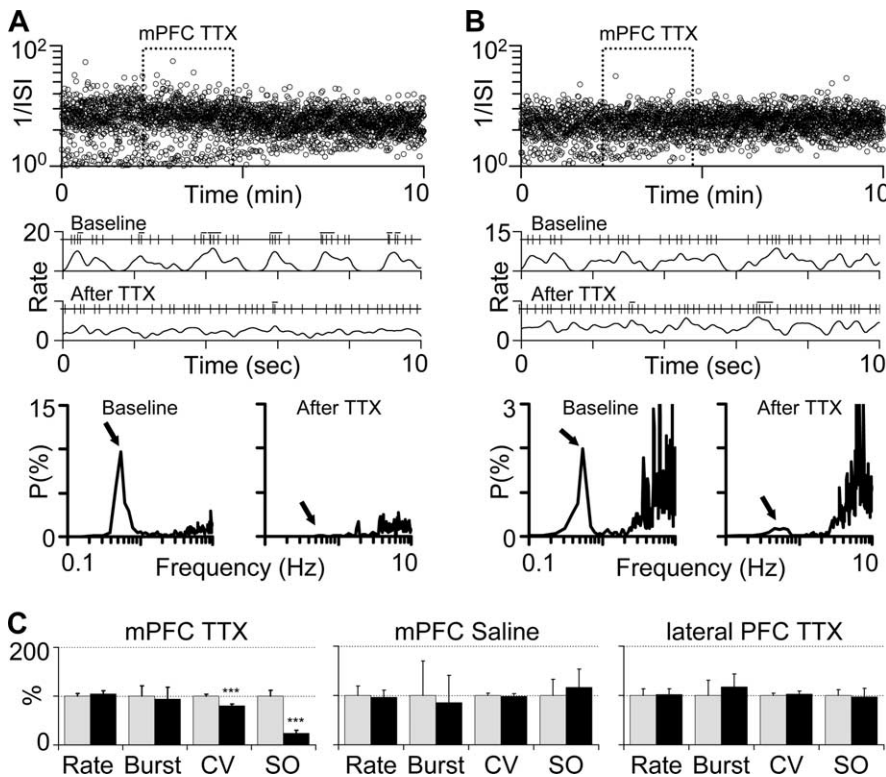 A
mPFC TTX
10²
1/ISI
10⁰
0
Time (min)
10
Baseline
20
Rate
After TTX
0
0
Time (sec)
10
15
P(%)
0
Baseline
After TTX
0.1
Frequency (Hz)
10
B
mPFC TTX
10²
1/ISI
10⁰
0
Time (min)
10
Baseline
15
Rate
After TTX
0
0
Time (sec)
10
3
P(%)
0
Baseline
After TTX
0.1
Frequency (Hz)
10
C
mPFC TTX
200
%
0
***
***
Rate Burst CV SO
mPFC Saline
Rate Burst CV SO
lateral PFC TTX
Rate Burst CV SO